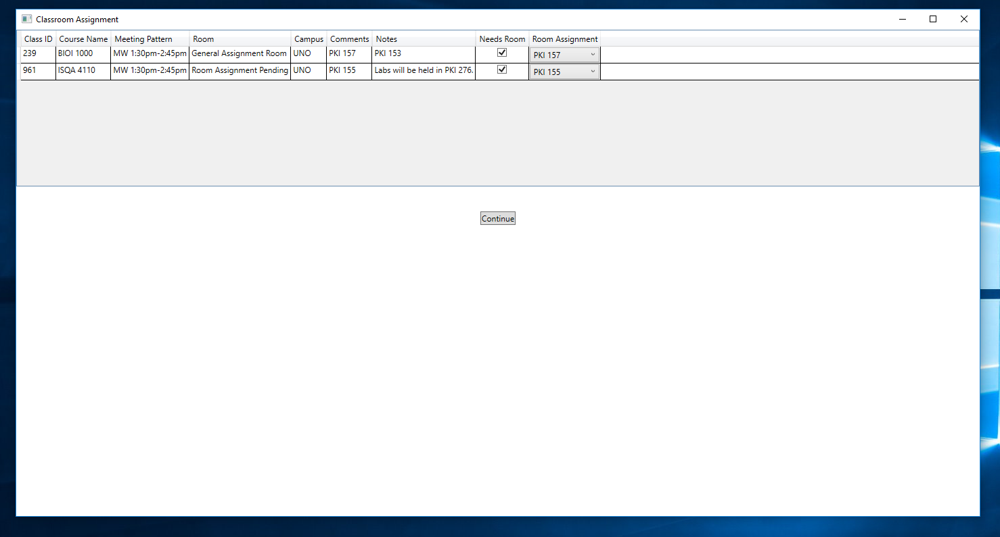 Classroom Assignment
Class ID Course Name Meeting Pattern Room Campus Comments Notes Needs Room Room Assignment
239 BIOI 1000 MW 1:30pm-2:45pm General Assignment Room UNO PKI 157 PKI 153 PKI 157
961 ISQA 4110 MW 1:30pm-2:45pm Room Assignment Pending UNO PKI 155 Labs will be held in PKI 276. PKI 155
Continue